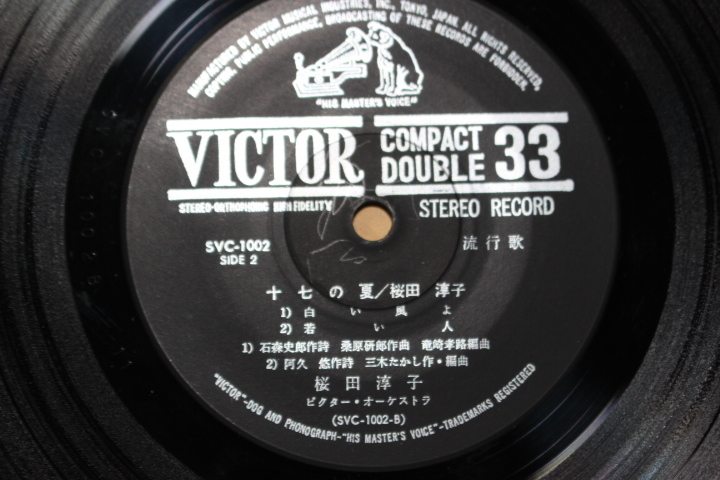 MANUFACTURED BY VICTOR MUSICAL INDUSTRIES, INC., TOKYO, JAPAN. ALL RIGHTS RESERVED.
COPYING, PUBLIC PERFORMANCE, BROADCASTING OF THESE RECORDS ARE FORBIDDEN.
"HIS MASTER'S VOICE"
VICTOR COMPACT DOUBLE 33
STEREO-ORTHOPHONIC HIGH FIDELITY STEREO RECORD
SVC-1002 流行歌
SIDE 2
十七の夏/桜田 淳子
1) 白い風よ
2) 若い人
1) 石森史郎作詩 桑原研郎作曲 竜崎孝路編曲
2) 阿久 悠作詩 三木たかし作・編曲
桜田淳子
ビクター・オーケストラ
(SVC-1002-B)
"VICTOR"-DOG AND PHONOGRAPH-"HIS MASTER'S VOICE"-TRADEMARKS REGISTERED